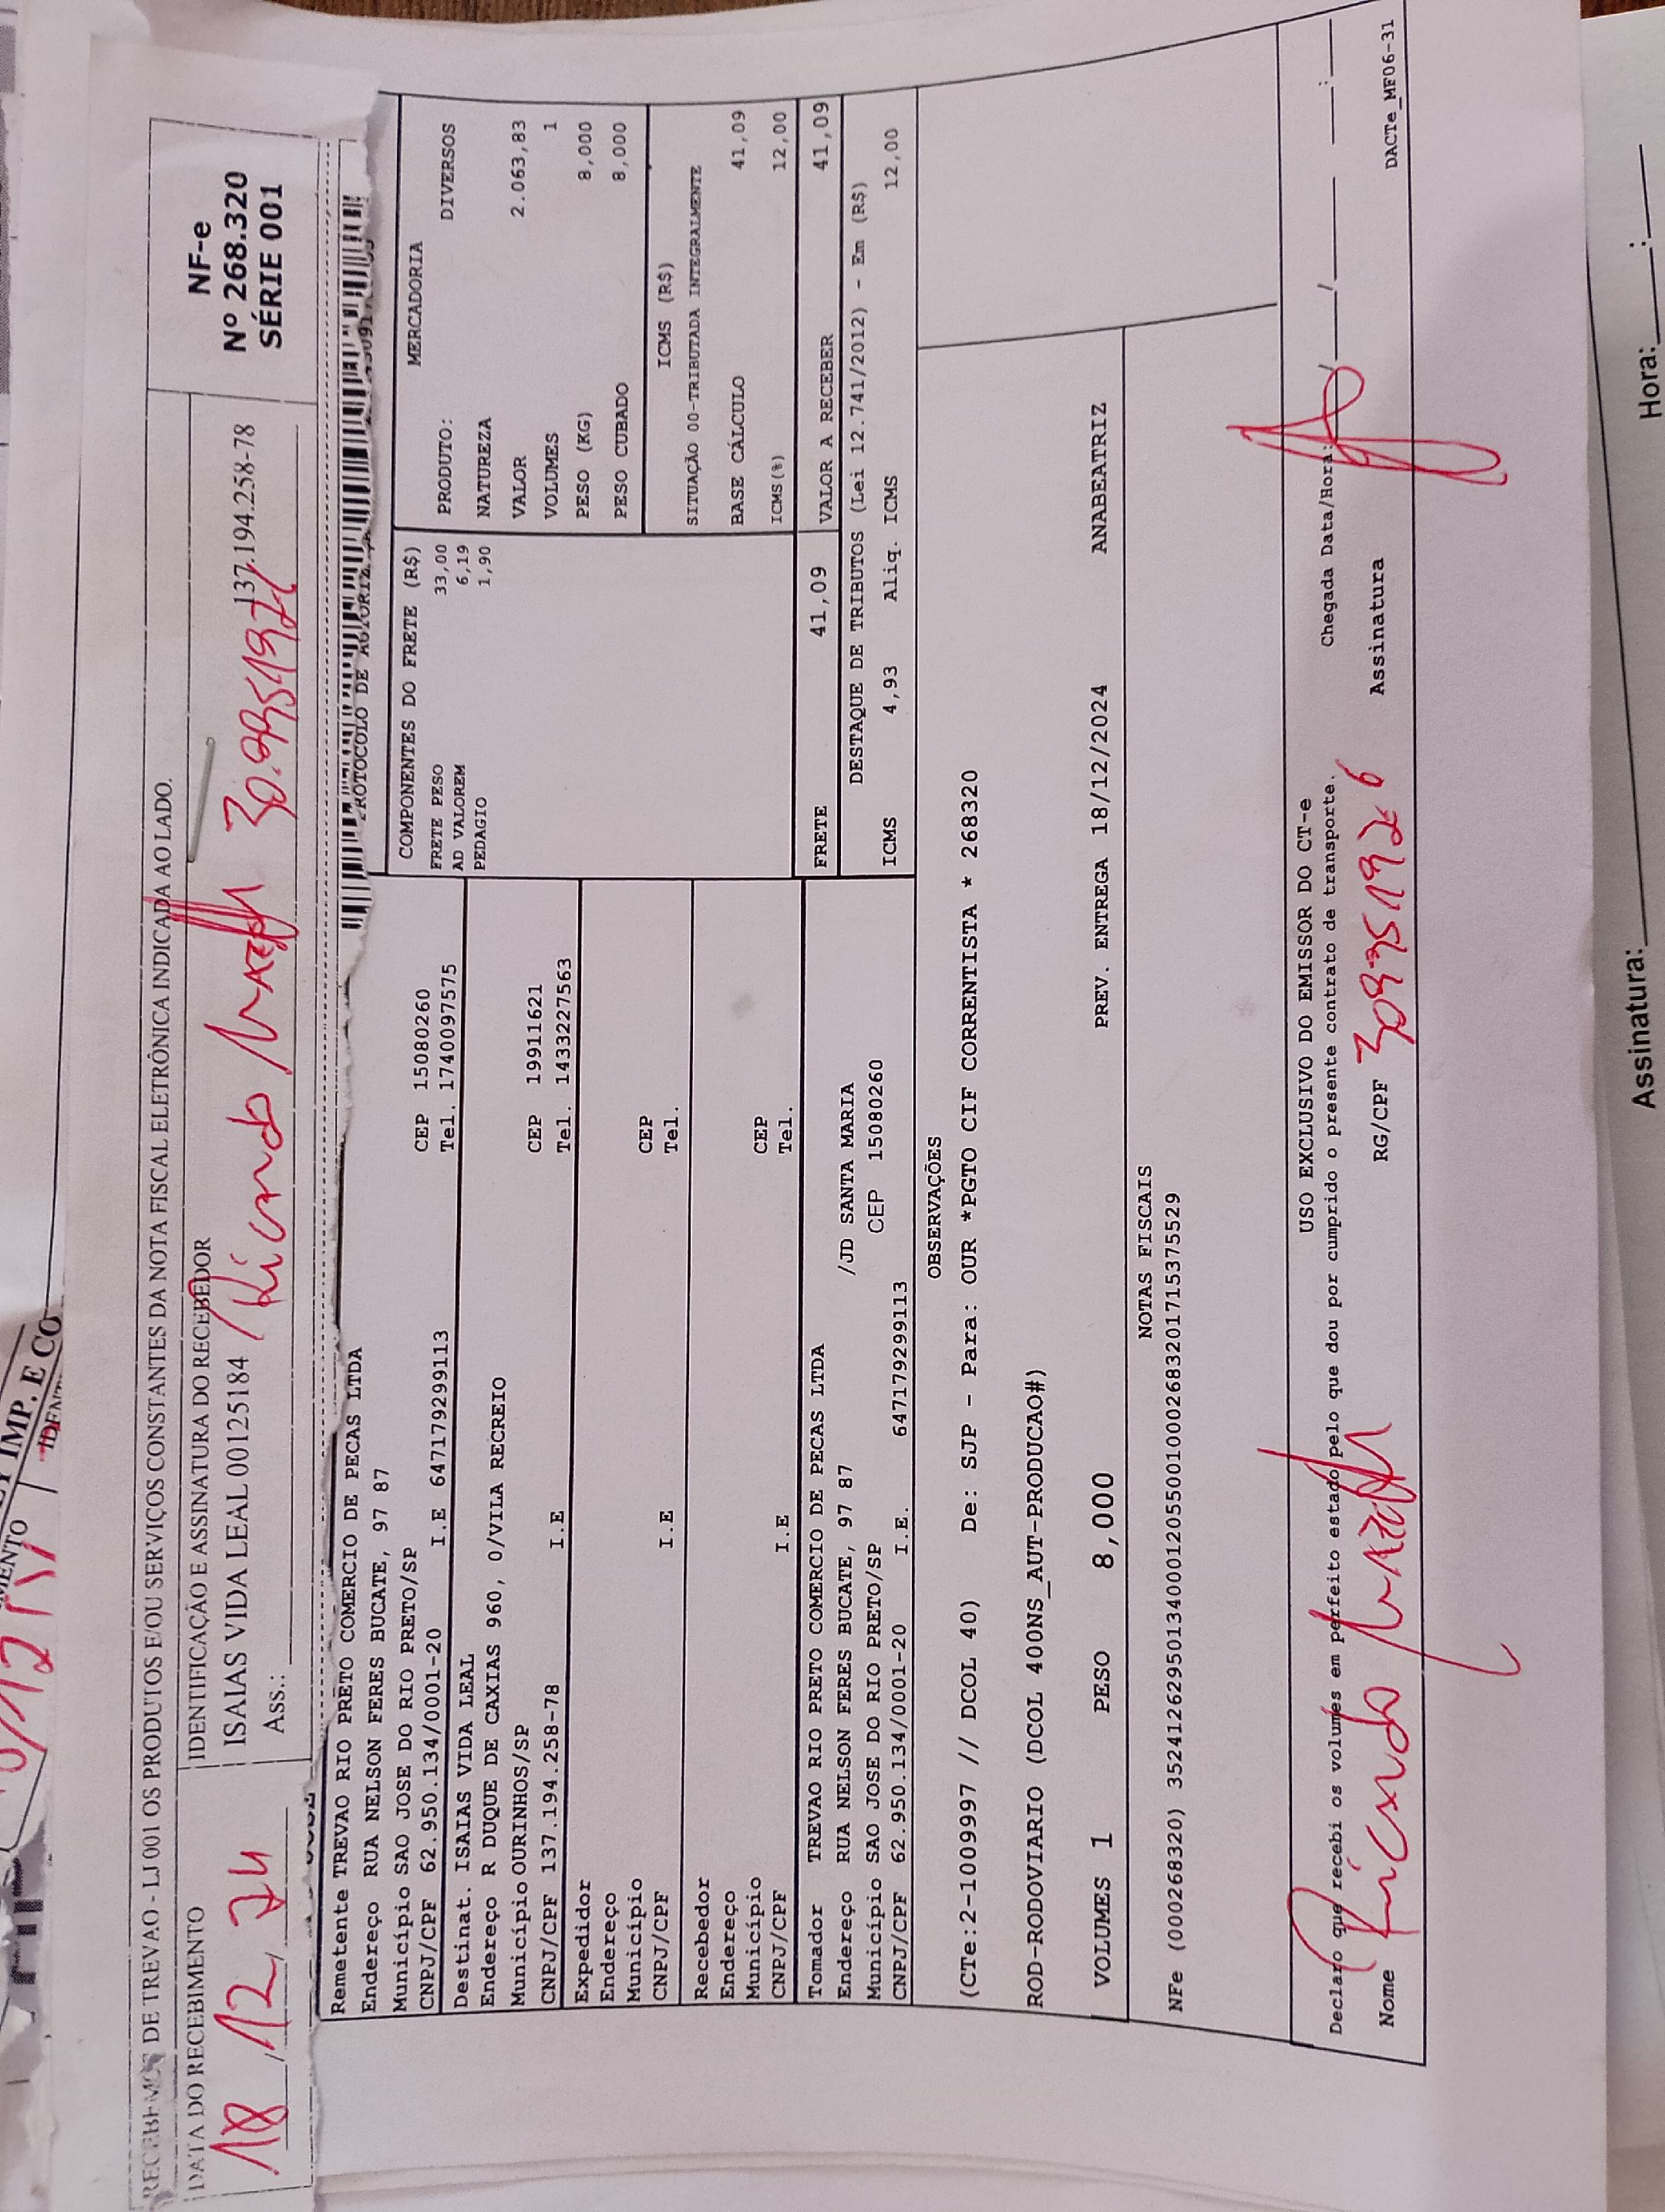 RECEBEMOS DE TREVAO - LJ 001 OS PRODUTOS E/OU SERVIÇOS CONSTANTES DA NOTA FISCAL ELETRÔNICA INDICADA AO LADO.
DATA DO RECEBIMENTO
18/12/24
IDENTIFICAÇÃO E ASSINATURA DO RECEBEDOR
ISAIAS VIDA LEAL 00125184 137.194.258-78
Ass.: Ricardo
NF-e
Nº 268.320
SÉRIE 001
PROTOCOLO DE
Remetente TREVAO RIO PRETO COMERCIO DE PECAS LTDA
Endereço RUA NELSON FERES BUCATE, 97 87
Município SAO JOSE DO RIO PRETO/SP CEP 15080260
CNPJ/CPF 62.950.134/0001-20 I.E 647179299113 Tel. 1740097575
Destinat. ISAIAS VIDA LEAL
Endereço R DUQUE DE CAXIAS 960, 0/VILA RECREIO
Município OURINHOS/SP CEP 19911621
CNPJ/CPF 137.194.258-78 I.E Tel. 1433227563
Expedidor
Endereço
Município CEP
CNPJ/CPF I.E Tel.
Recebedor
Endereço
Município CEP
CNPJ/CPF I.E Tel.
Tomador TREVAO RIO PRETO COMERCIO DE PECAS LTDA
Endereço RUA NELSON FERES BUCATE, 97 87 /JD SANTA MARIA
Município SAO JOSE DO RIO PRETO/SP CEP 15080260
CNPJ/CPF 62.950.134/0001-20 I.E. 647179299113
COMPONENTES DO FRETE (R$)
FRETE PESO 33,00
AD VALOREM 6,19
PEDAGIO 1,90
MERCADORIA
PRODUTO: DIVERSOS
NATUREZA
VALOR 2.063,83
VOLUMES 1
PESO (KG) 8,000
PESO CUBADO 8,000
ICMS (R$)
SITUAÇÃO 00-TRIBUTADA INTEGRALMENTE
BASE CÁLCULO 41,09
ICMS(%) 12,00
FRETE 41,09 VALOR A RECEBER 41,09
DESTAQUE DE TRIBUTOS (Lei 12.741/2012) - Em (R$)
ICMS 4,93 Aliq. ICMS 12,00
OBSERVAÇÕES
(CTe:2-1009997 // DCOL 40) De: SJP - Para: OUR *PGTO CIF CORRENTISTA * 268320
ROD-RODOVIARIO (DCOL 400NS_AUT-PRODUCAO#)
VOLUMES 1 PESO 8,000 PREV. ENTREGA 18/12/2024 ANABEATRIZ
NOTAS FISCAIS
NFe (000268320) 35241262950134000120550010002683201715375529
USO EXCLUSIVO DO EMISSOR DO CT-e
Declaro que recebi os volumes em perfeito estado pelo que dou por cumprido o presente contrato de transporte. Chegada Data/Hora: / / :
Nome Ricardo RG/CPF Assinatura
DACTe_MF06-31
Assinatura: Hora: :
IMP. E CO